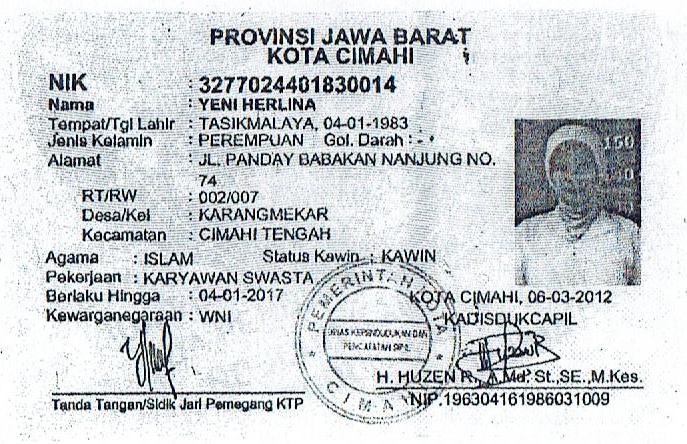 PROVINSI JAWA BARAT
KOTA CIMAHI
NIK : 3277024401830014
Nama : YENI HERLINA
Tempat/Tgl Lahir : TASIKMALAYA, 04-01-1983
Jenis Kelamin : PEREMPUAN Gol. Darah : -
Alamat : JL. PANDAY BABAKAN NANJUNG NO.
74
RT/RW : 002/007
Desa/Kel : KARANGMEKAR
Kecamatan : CIMAHI TENGAH
Agama : ISLAM Status Kawin : KAWIN
Pekerjaan : KARYAWAN SWASTA
Berlaku Hingga : 04-01-2017
Kewarganegaraan : WNI
150
PEMERINTAH KOTA
DINAS KEPENDUDUKAN DAN
PENCATATAN SIPIL
CIMAHI
KOTA CIMAHI, 06-03-2012
KADISDUKCAPIL
H. HUZEN R., A.Md. St.,SE.,M.Kes.
NIP.196304161986031009
Tanda Tangan/Sidik Jari Pemegang KTP